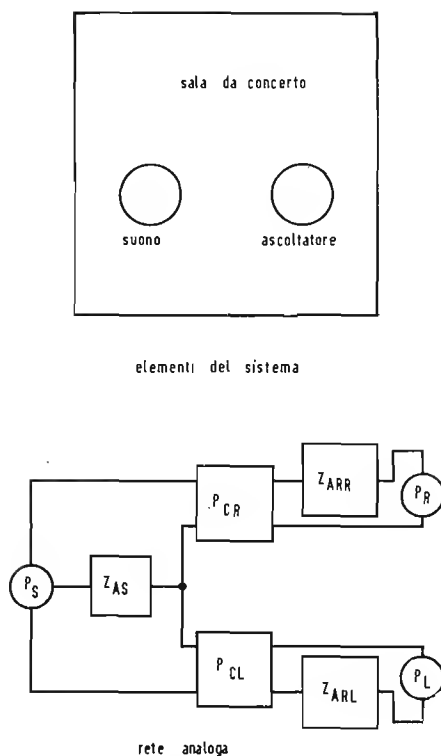 sala da concerto
suono
ascoltatore
elementi del sistema
Z_ARR
P_CR
P_R
P_S
Z_AS
P_CL
P_L
Z_ARL
rete analoga